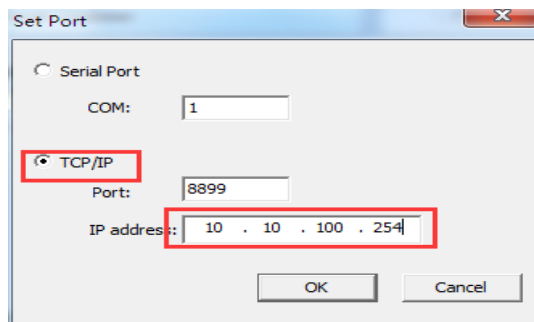 Set Port
Serial Port
COM: 1
TCP/IP
Port: 8899
IP address: 10 . 10 . 100 . 254
OK Cancel